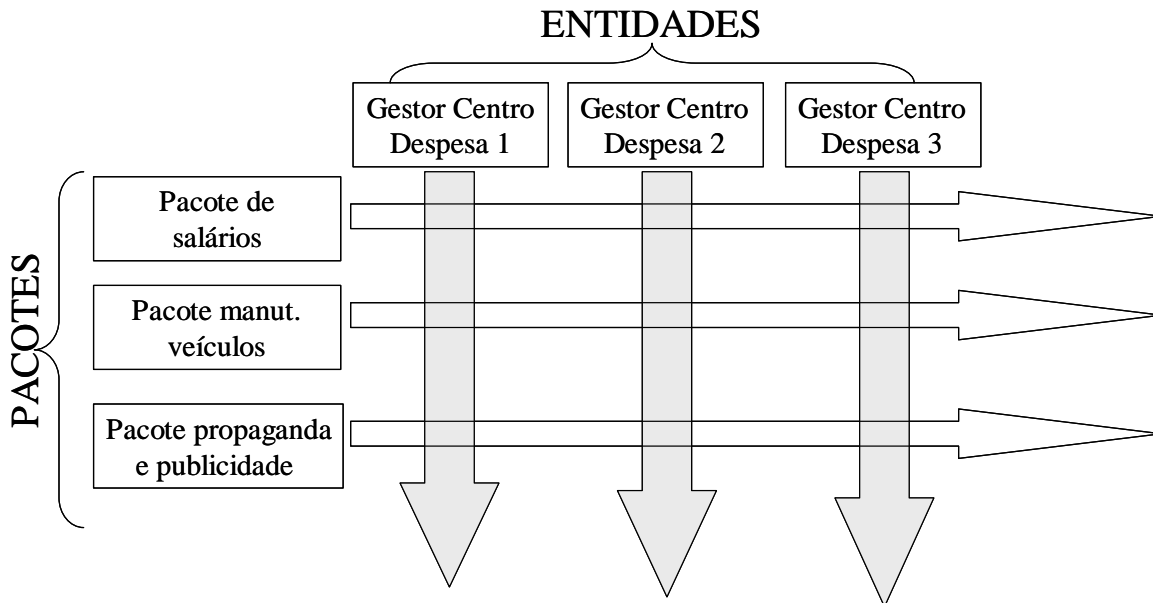 ENTIDADES
Gestor Centro
Despesa 1
Gestor Centro
Despesa 2
Gestor Centro
Despesa 3
PACOTES
Pacote de
salários
Pacote manut.
veículos
Pacote propaganda
e publicidade